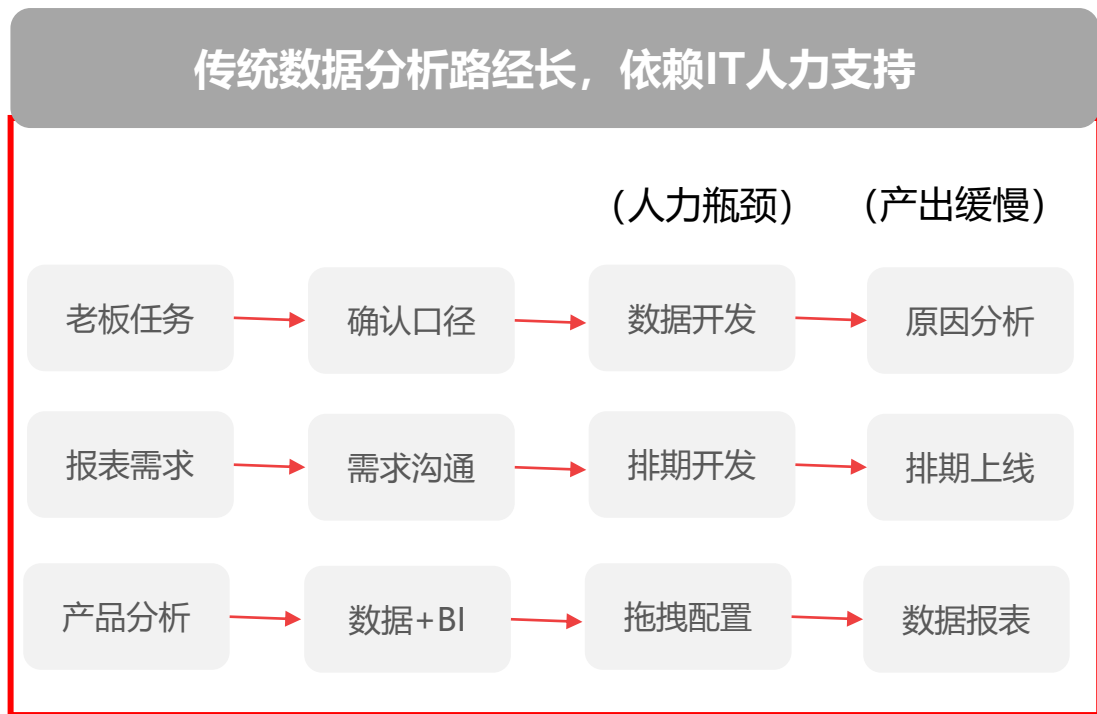 传统数据分析路经长，依赖IT人力支持
（人力瓶颈） （产出缓慢）
老板任务 确认口径 数据开发 原因分析
报表需求 需求沟通 排期开发 排期上线
产品分析 数据+BI 拖拽配置 数据报表